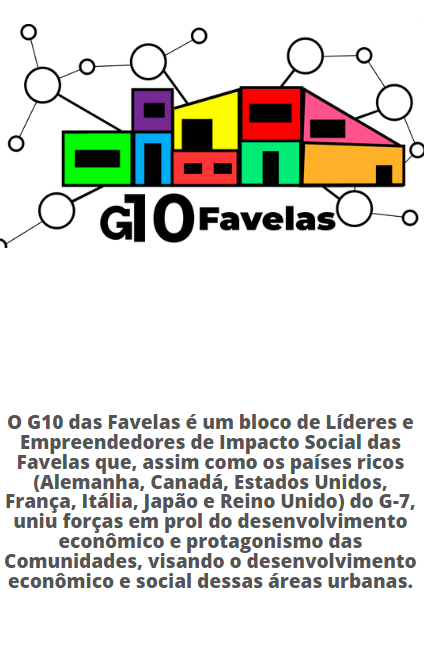 G10 Favelas
O G10 das Favelas é um bloco de Líderes e
Empreendedores de Impacto Social das
Favelas que, assim como os países ricos
(Alemanha, Canadá, Estados Unidos,
França, Itália, Japão e Reino Unido) do G-7,
uniu forças em prol do desenvolvimento
econômico e protagonismo das
Comunidades, visando o desenvolvimento
econômico e social dessas áreas urbanas.